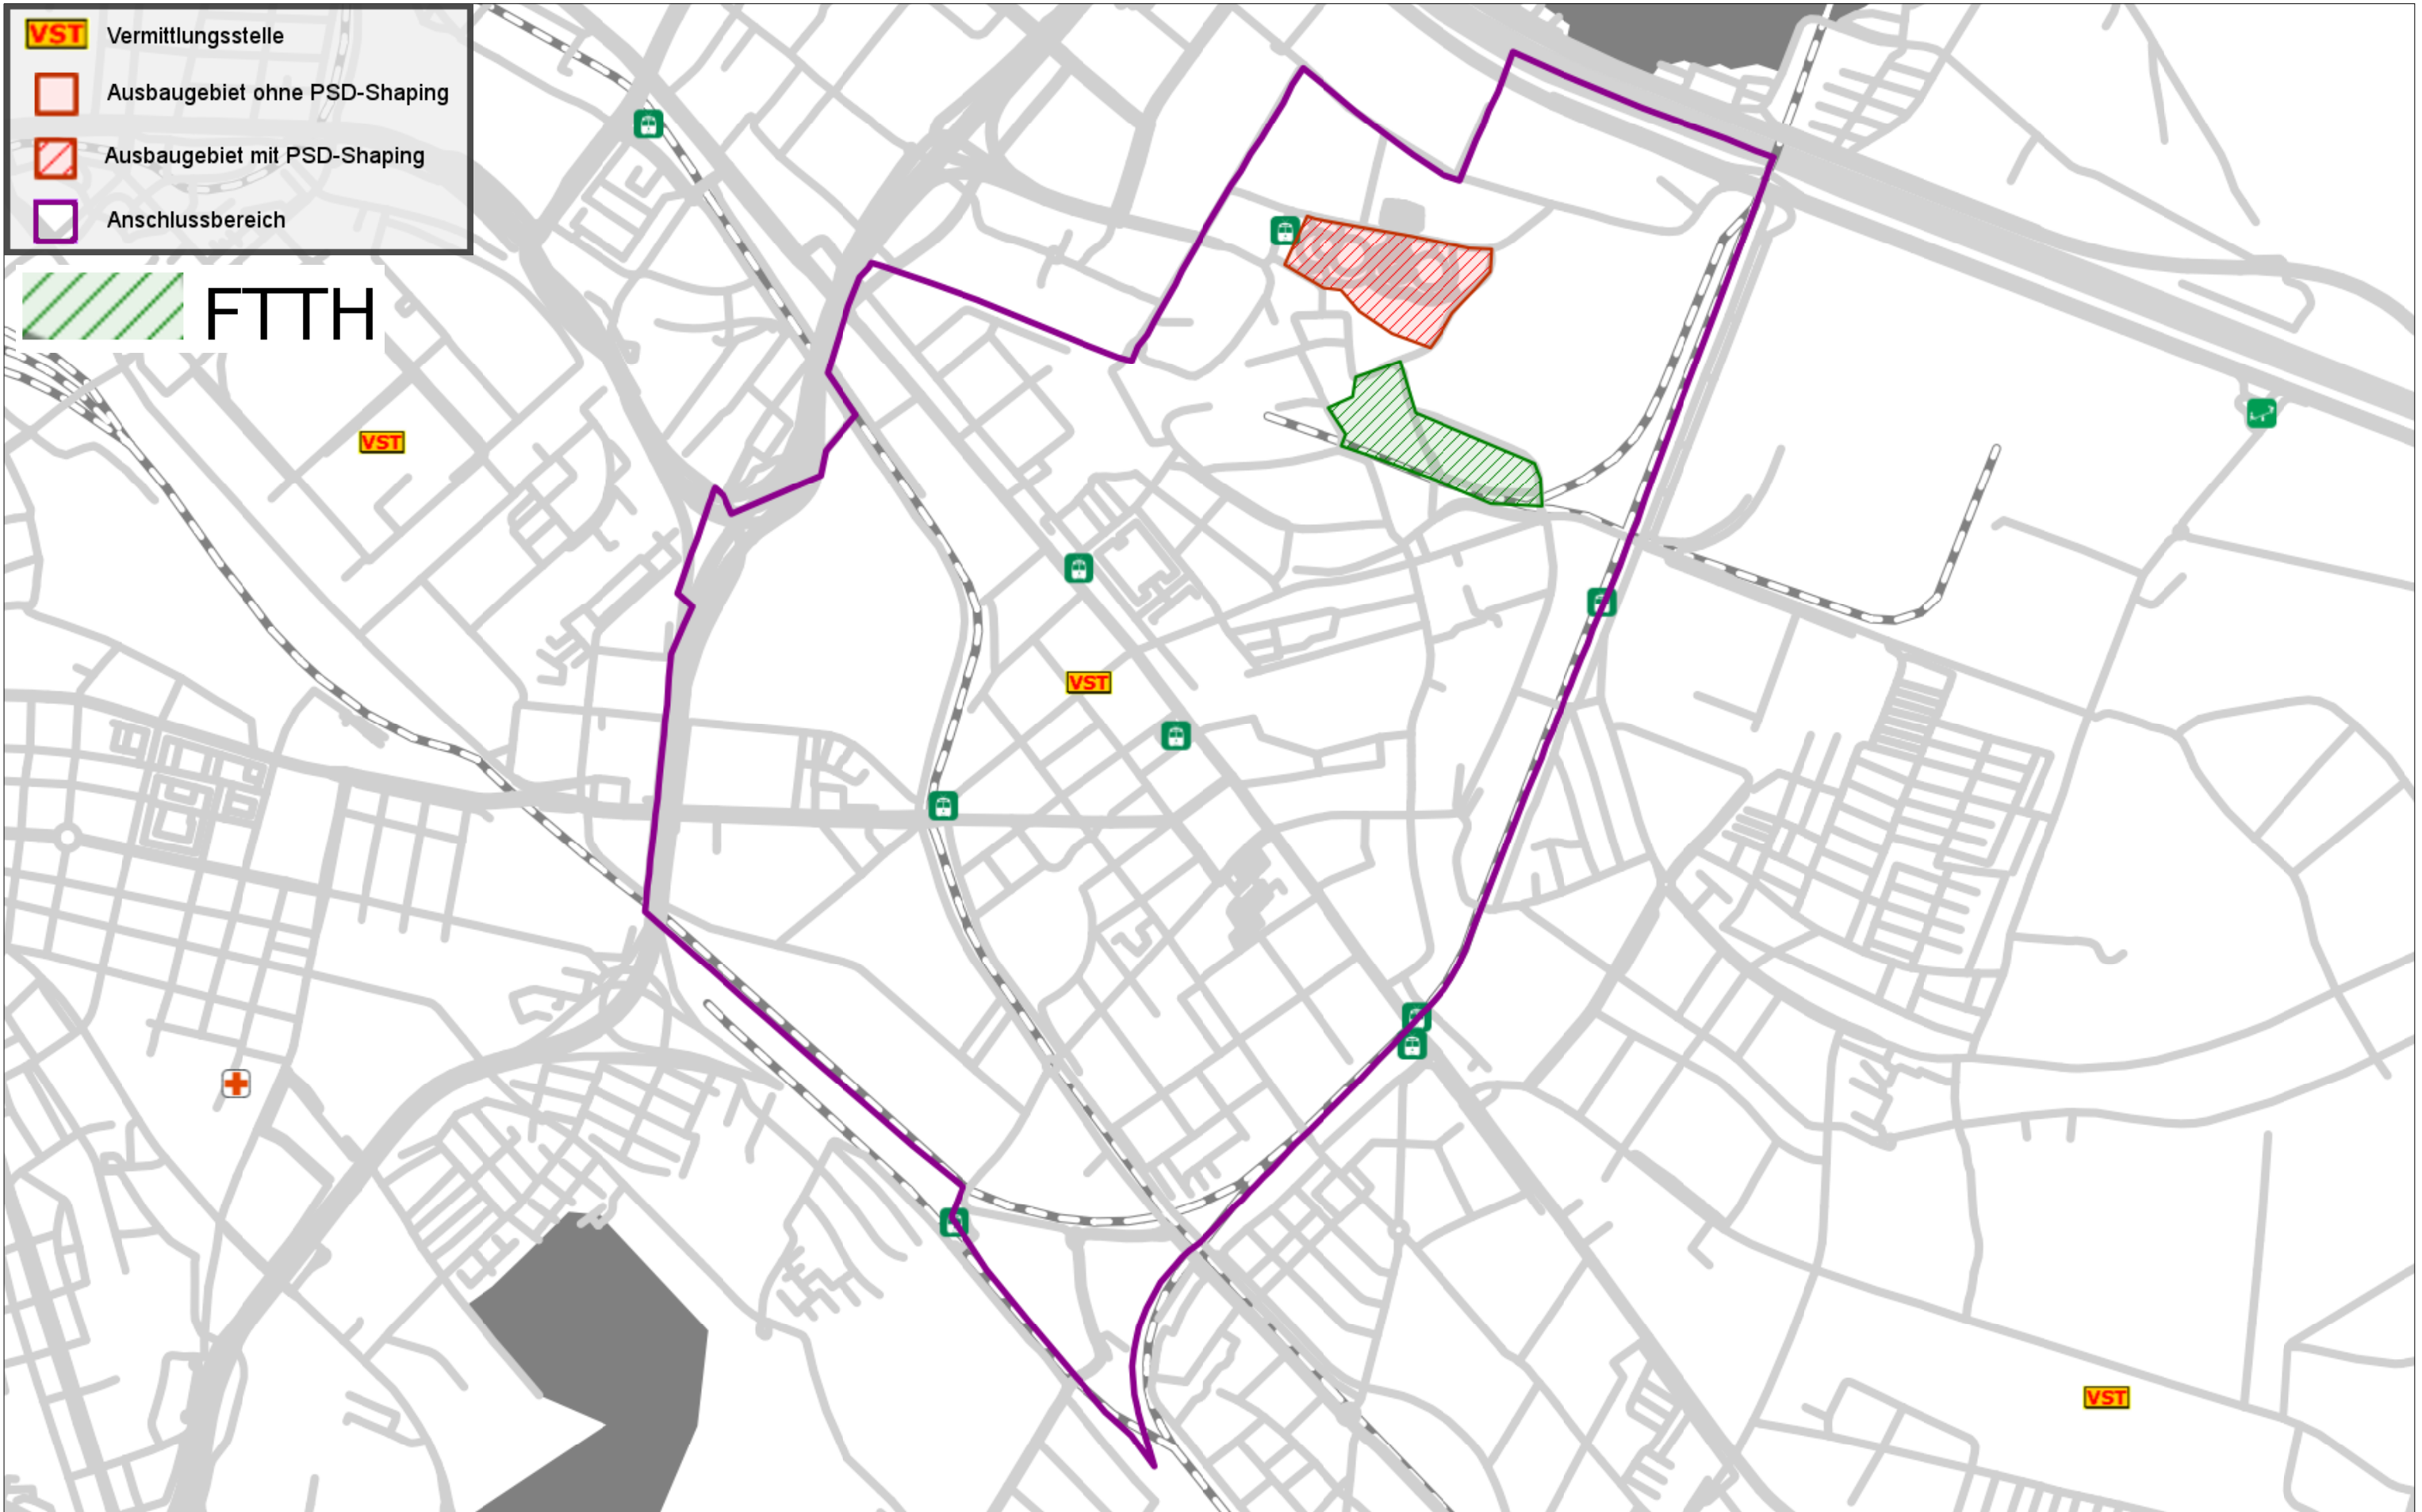 VST Vermittlungsstelle
Ausbaugebiet ohne PSD-Shaping
Ausbaugebiet mit PSD-Shaping
Anschlussbereich
FTTH
VST
VST
VST